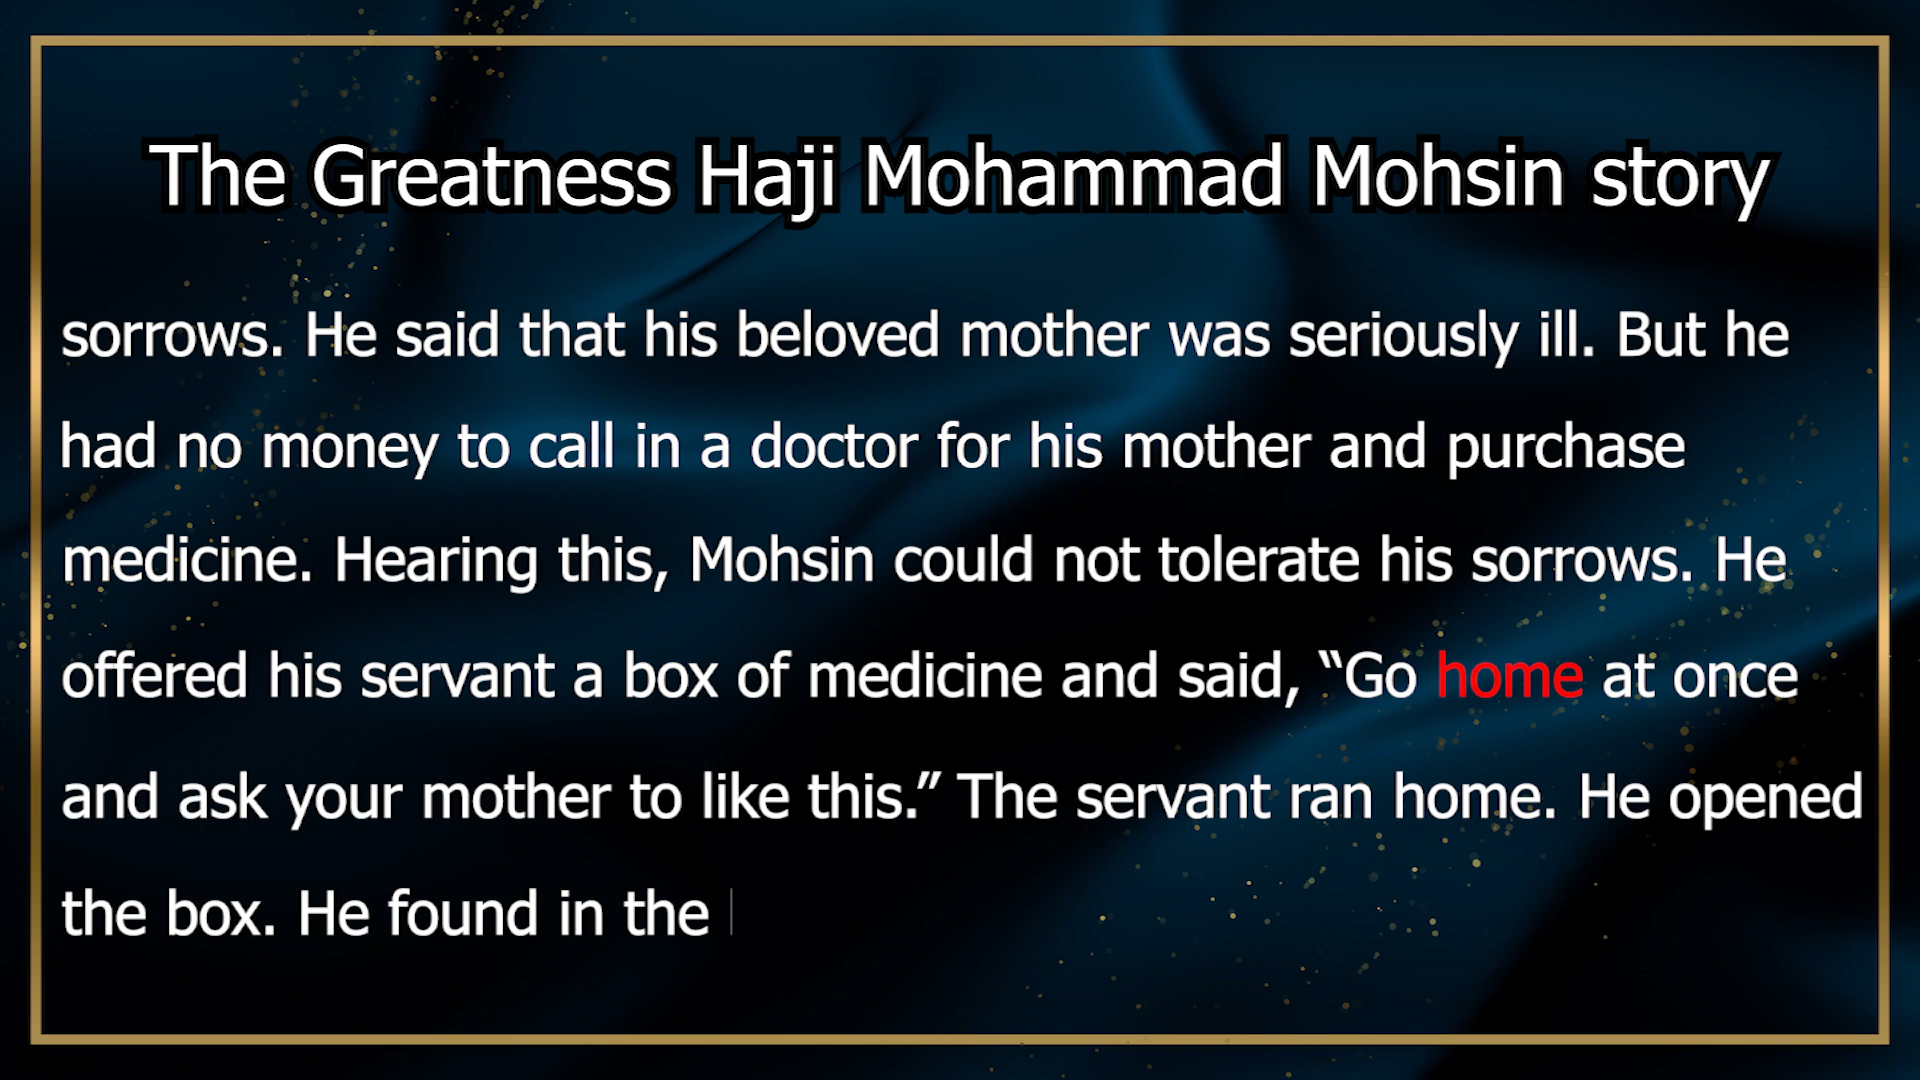 The Greatness Haji Mohammad Mohsin story
sorrows. He said that his beloved mother was seriously ill. But he
had no money to call in a doctor for his mother and purchase
medicine. Hearing this, Mohsin could not tolerate his sorrows. He
offered his servant a box of medicine and said, “Go home at once
and ask your mother to like this.” The servant ran home. He opened
the box. He found in the